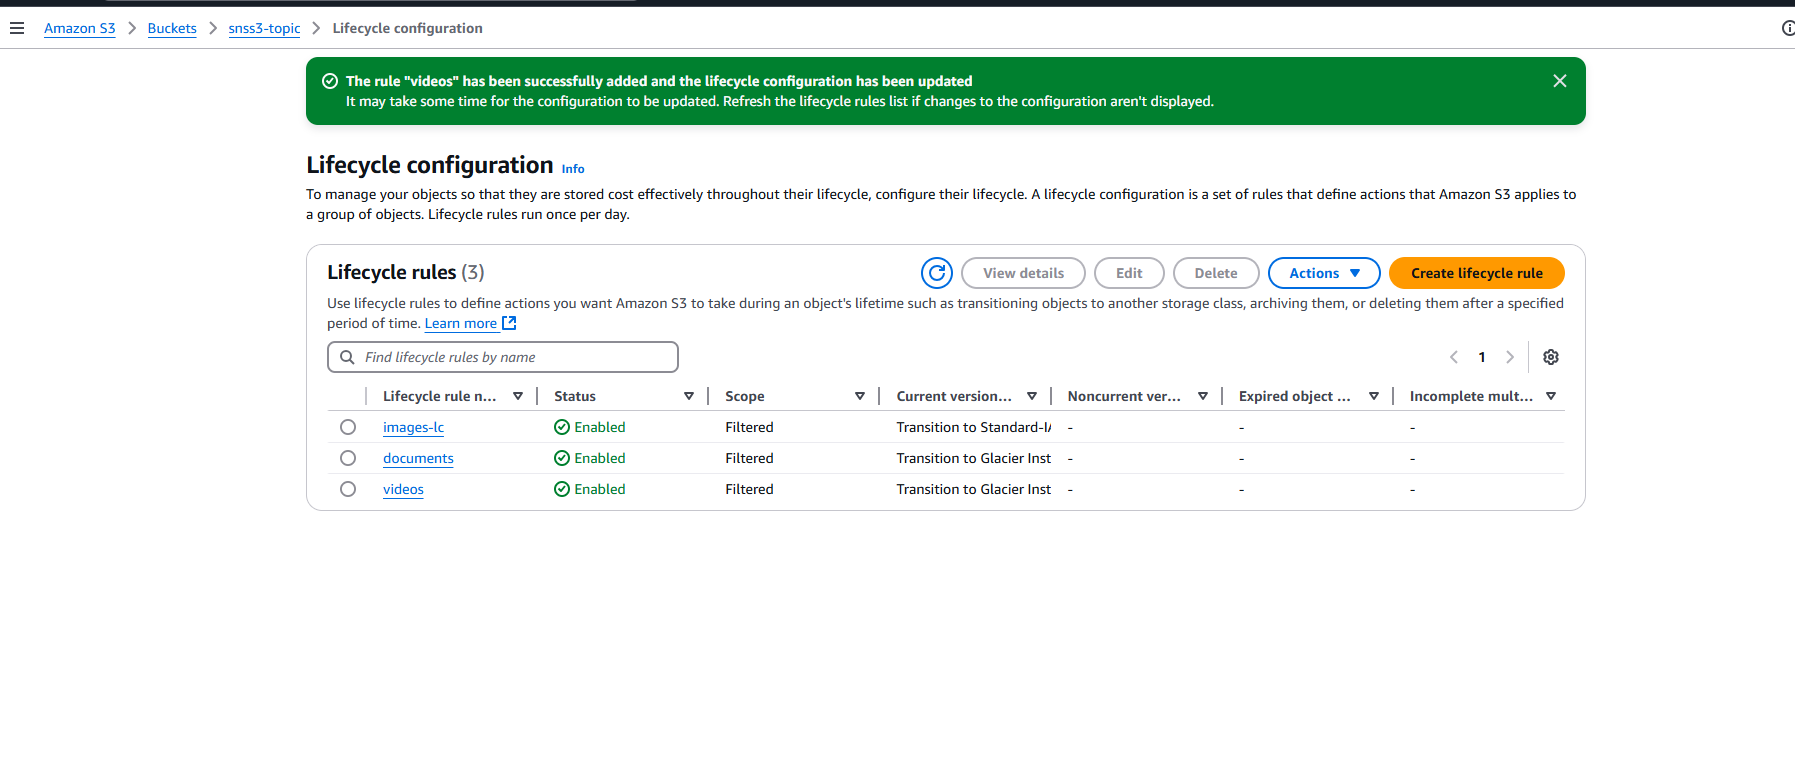 Amazon S3 > Buckets > snss3-topic > Lifecycle configuration
The rule "videos" has been successfully added and the lifecycle configuration has been updated
It may take some time for the configuration to be updated. Refresh the lifecycle rules list if changes to the configuration aren't displayed.
Lifecycle configuration Info
To manage your objects so that they are stored cost effectively throughout their lifecycle, configure their lifecycle. A lifecycle configuration is a set of rules that define actions that Amazon S3 applies to
a group of objects. Lifecycle rules run once per day.
Lifecycle rules (3) View details Edit Delete Actions Create lifecycle rule
Use lifecycle rules to define actions you want Amazon S3 to take during an object's lifetime such as transitioning objects to another storage class, archiving them, or deleting them after a specified
period of time. Learn more
Find lifecycle rules by name 1
Lifecycle rule n... Status Scope Current version... Noncurrent ver... Expired object ... Incomplete mult...
images-lc Enabled Filtered Transition to Standard-IA - - -
documents Enabled Filtered Transition to Glacier Inst - - -
videos Enabled Filtered Transition to Glacier Inst - - -